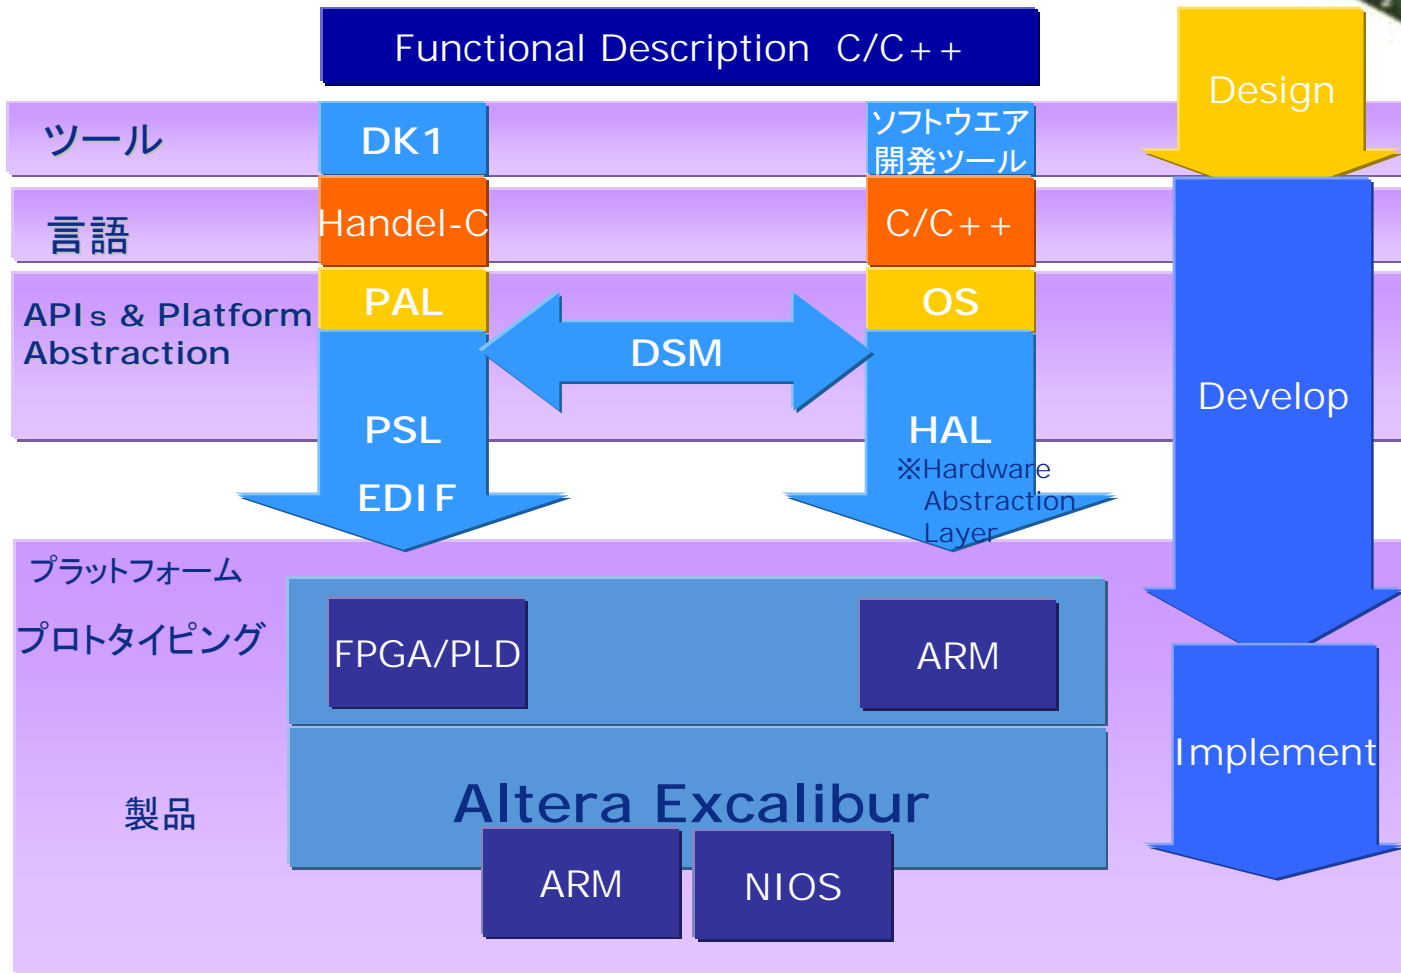 Functional Description C/C++
Design
ツール
DK1
ソフトウエア
開発ツール
言語
Handel-C
C/C++
APIs & Platform
Abstraction
PAL
OS
DSM
Develop
PSL
HAL
※Hardware
Abstraction
Layer
EDIF
プラットフォーム
プロトタイピング
FPGA/PLD
ARM
Implement
製品
Altera Excalibur
ARM
NIOS